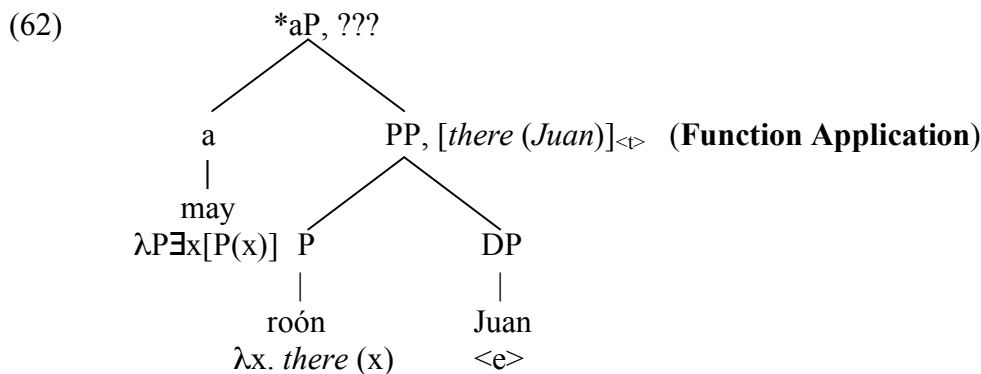 (62) *aP, ???
a PP, [there (Juan)]<t> (Function Application)
|
may
λP∃x[P(x)] P DP
| |
roón Juan
λx. there (x) <e>